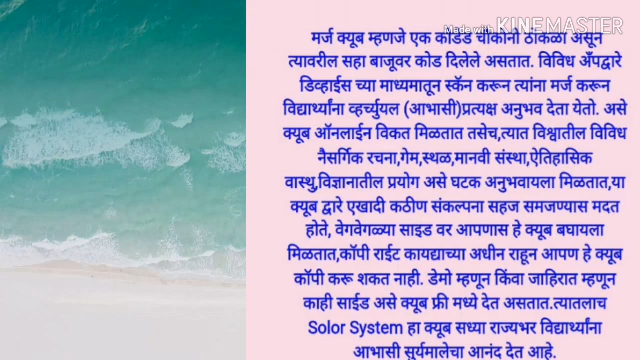 Made with KINEMASTER
मर्ज क्यूब म्हणजे एक कोडेड चौकोनी ठोकळा असून
त्यावरील सहा बाजूवर कोड दिलेले असतात. विविध अँपद्वारे
डिव्हाईस च्या माध्यमातून स्कॅन करून त्यांना मर्ज करून
विद्यार्थ्यांना व्हर्च्युयल (आभासी)प्रत्यक्ष अनुभव देता येतो. असे
क्यूब ऑनलाईन विकत मिळतात तसेच,त्यात विश्वातील विविध
नैसर्गिक रचना,गेम,स्थळ,मानवी संस्था,ऐतिहासिक
वास्थु,विज्ञानातील प्रयोग असे घटक अनुभवायला मिळतात,या
क्यूब द्वारे एखादी कठीण संकल्पना सहज समजण्यास मदत
होते, वेगवेगळ्या साइड वर आपणास हे क्यूब बघायला
मिळतात,कॉपी राईट कायद्याच्या अधीन राहून आपण हे क्यूब
कॉपी करू शकत नाही. डेमो म्हणून किंवा जाहिरात म्हणून
काही साईड असे क्यूब फ्री मध्ये देत असतात.त्यातलाच
Solor System हा क्यूब सध्या राज्यभर विद्यार्थ्यांना
आभासी सुर्यमालेचा आनंद देत आहे.